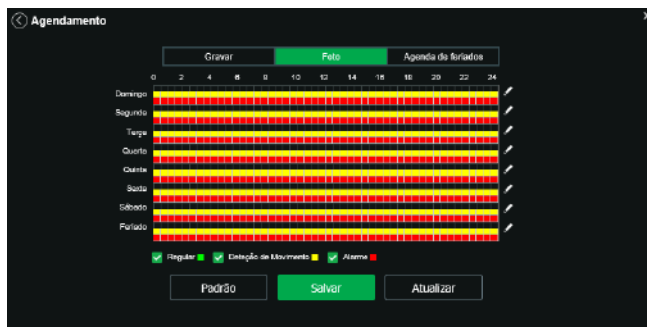 Agendamento
Gravar Foto Agenda de feriados
0 2 4 6 8 10 12 14 16 18 20 22 24
Domingo
Segunda
Terça
Quarta
Quinta
Sexta
Sábado
Feriado
Regular Deteção de Movimento Alarme
Padrão Salvar Atualizar